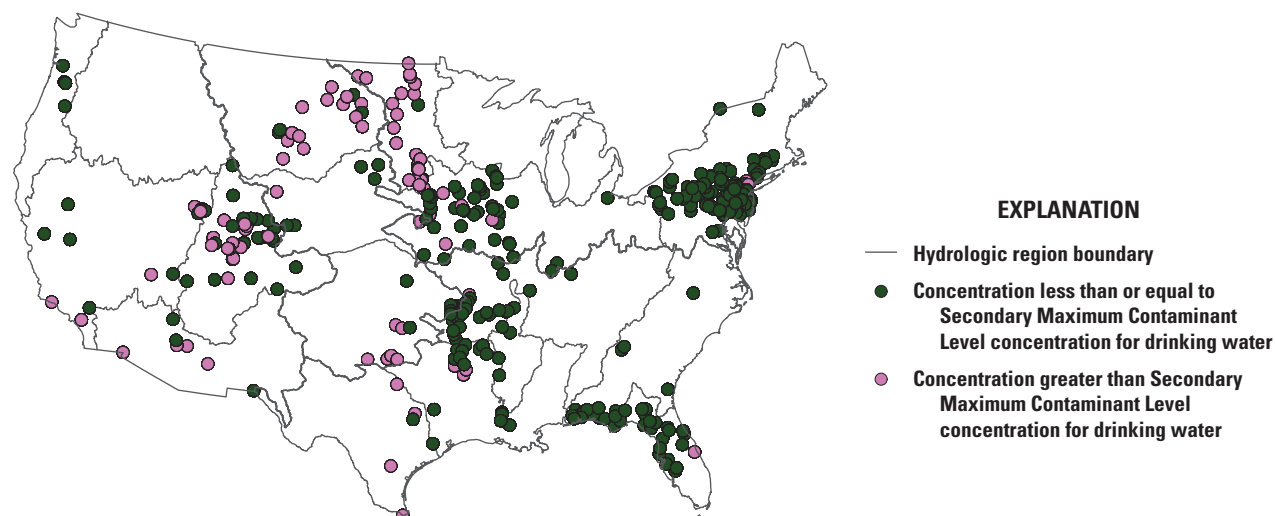 EXPLANATION
Hydrologic region boundary
Concentration less than or equal to
Secondary Maximum Contaminant
Level concentration for drinking water
Concentration greater than Secondary
Maximum Contaminant Level
concentration for drinking water